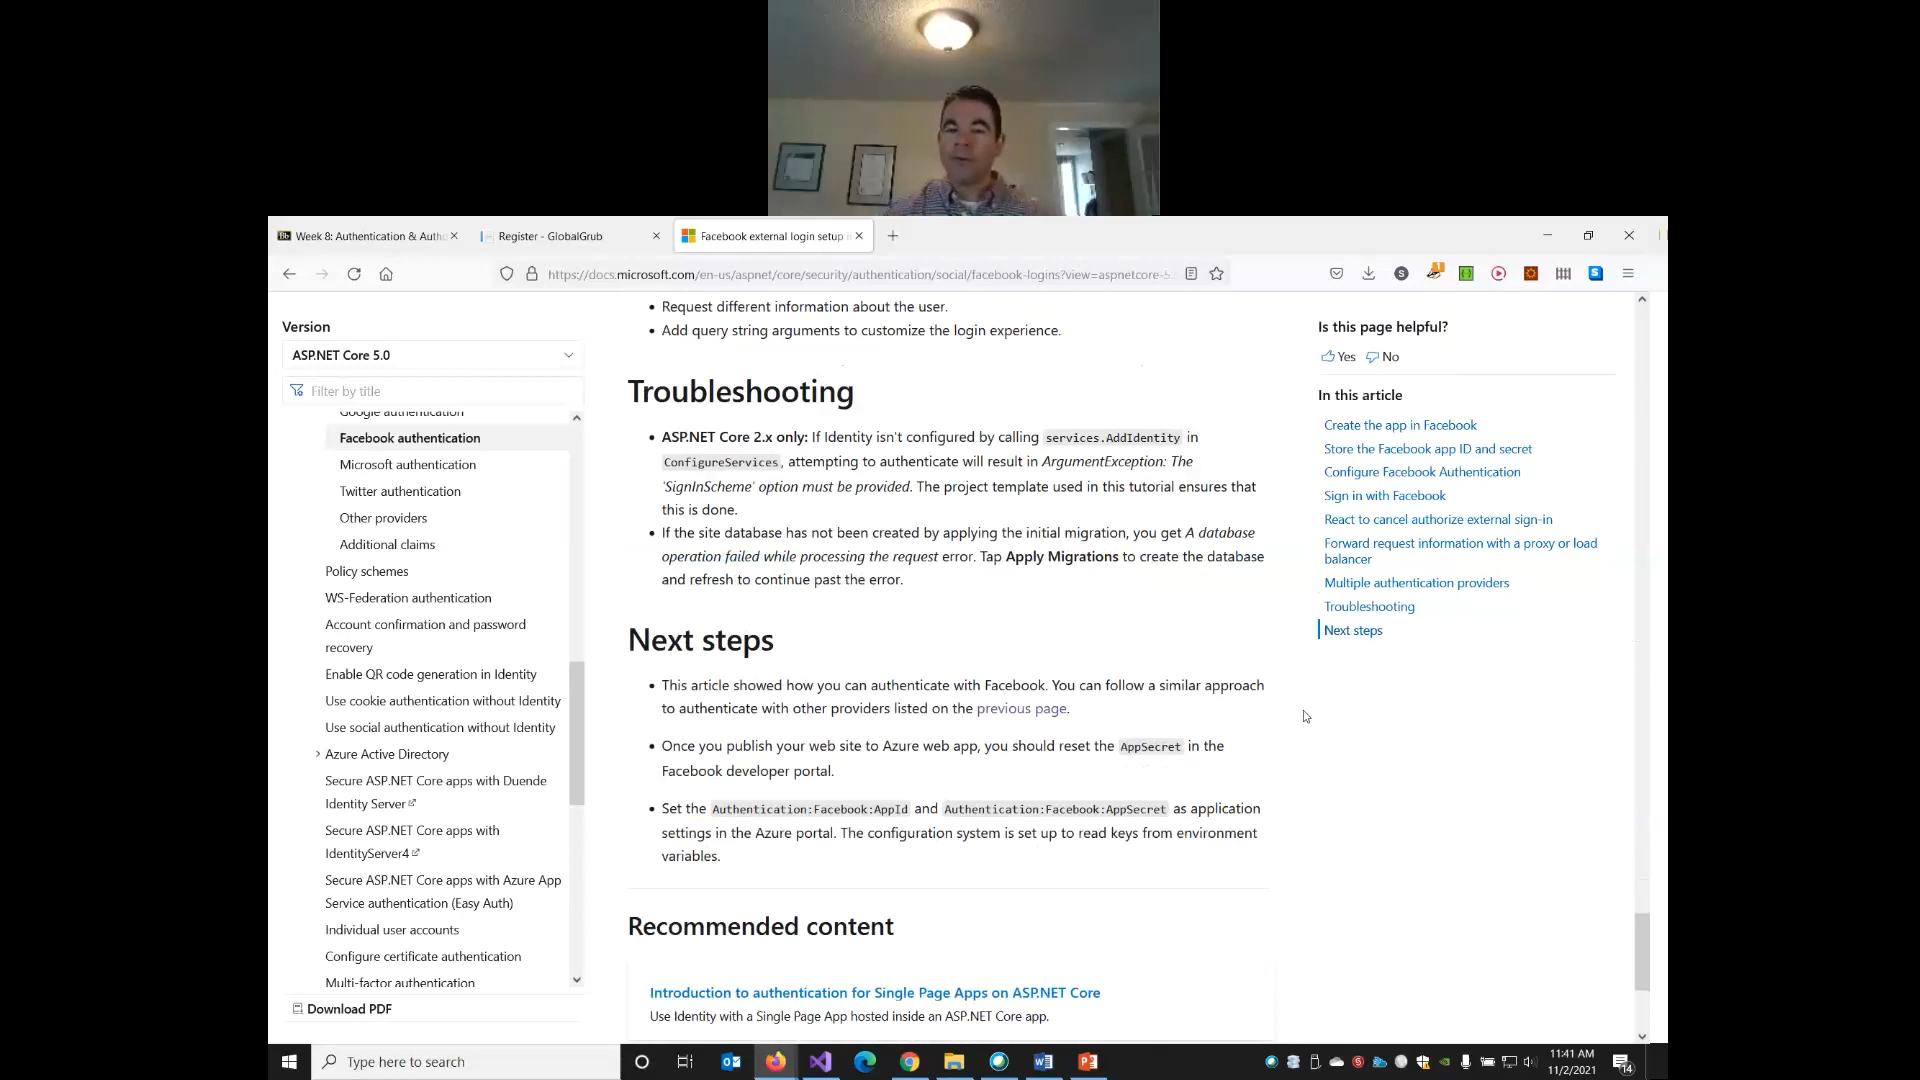 Week 8: Authentication & Autho
Register - GlobalGrub
Facebook external login setup i
https://docs.microsoft.com/en-us/aspnet/core/security/authentication/social/facebook-logins?view=aspnetcore-5.
Version
ASP.NET Core 5.0
Filter by title
Google authentication
Facebook authentication
Microsoft authentication
Twitter authentication
Other providers
Additional claims
Policy schemes
WS-Federation authentication
Account confirmation and password
recovery
Enable QR code generation in Identity
Use cookie authentication without Identity
Use social authentication without Identity
Azure Active Directory
Secure ASP.NET Core apps with Duende
Identity Server
Secure ASP.NET Core apps with
IdentityServer4
Secure ASP.NET Core apps with Azure App
Service authentication (Easy Auth)
Individual user accounts
Configure certificate authentication
Multi-factor authentication
Download PDF
• Request different information about the user.
• Add query string arguments to customize the login experience.
Troubleshooting
• ASP.NET Core 2.x only: If Identity isn't configured by calling services.AddIdentity in
ConfigureServices, attempting to authenticate will result in ArgumentException: The
'SignInScheme' option must be provided. The project template used in this tutorial ensures that
this is done.
• If the site database has not been created by applying the initial migration, you get A database
operation failed while processing the request error. Tap Apply Migrations to create the database
and refresh to continue past the error.
Next steps
• This article showed how you can authenticate with Facebook. You can follow a similar approach
to authenticate with other providers listed on the previous page.
• Once you publish your web site to Azure web app, you should reset the AppSecret in the
Facebook developer portal.
• Set the Authentication:Facebook:AppId and Authentication:Facebook:AppSecret as application
settings in the Azure portal. The configuration system is set up to read keys from environment
variables.
Recommended content
Introduction to authentication for Single Page Apps on ASP.NET Core
Use Identity with a Single Page App hosted inside an ASP.NET Core app.
Is this page helpful?
Yes No
In this article
Create the app in Facebook
Store the Facebook app ID and secret
Configure Facebook Authentication
Sign in with Facebook
React to cancel authorize external sign-in
Forward request information with a proxy or load
balancer
Multiple authentication providers
Troubleshooting
Next steps
Type here to search
11:41 AM
11/2/2021
14